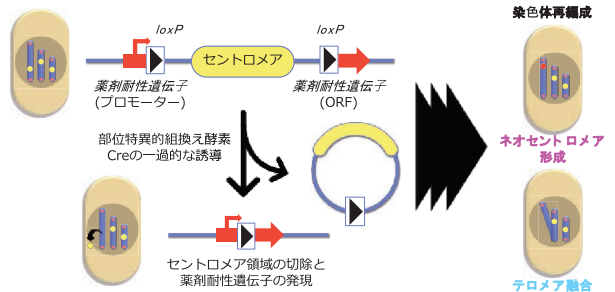 loxP
loxP
染色体再編成
セントロメア
薬剤耐性遺伝子
(プロモーター)
薬剤耐性遺伝子
(ORF)
部位特異的組換え酵素
Creの一過的な誘導
ネオセントロメア
形成
セントロメア領域の切除と
薬剤耐性遺伝子の発現
テロメア融合